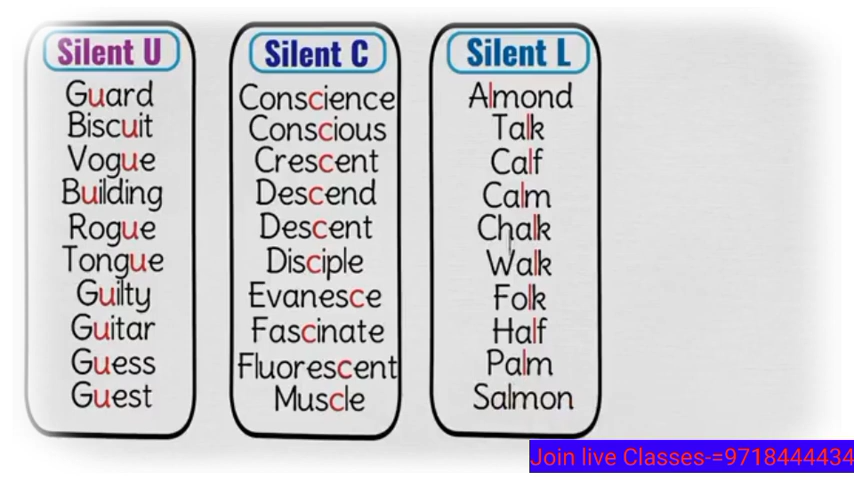 Silent U
Guard
Biscuit
Vogue
Building
Rogue
Tongue
Guilty
Guitar
Guess
Guest
Silent C
Conscience
Conscious
Crescent
Descend
Descent
Disciple
Evanesce
Fascinate
Fluorescent
Muscle
Silent L
Almond
Talk
Calf
Calm
Chalk
Walk
Folk
Half
Palm
Salmon
Join live Classes-=9718444434